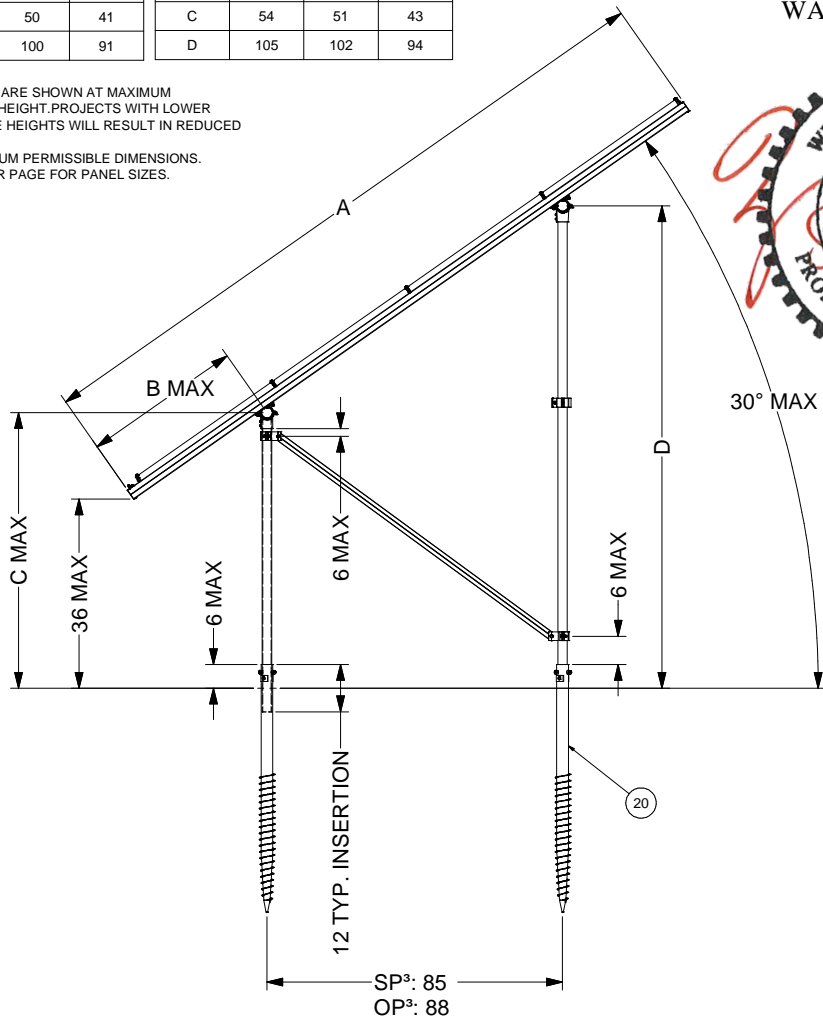 50 41
100 91
C 54 51 43
D 105 102 94
WA
ARE SHOWN AT MAXIMUM
HEIGHT.PROJECTS WITH LOWER
E HEIGHTS WILL RESULT IN REDUCED
UM PERMISSIBLE DIMENSIONS.
R PAGE FOR PANEL SIZES.
A
B MAX
30° MAX
D
C MAX
36 MAX
6 MAX
6 MAX
6 MAX
12 TYP. INSERTION
20
SP³: 85
OP³: 88